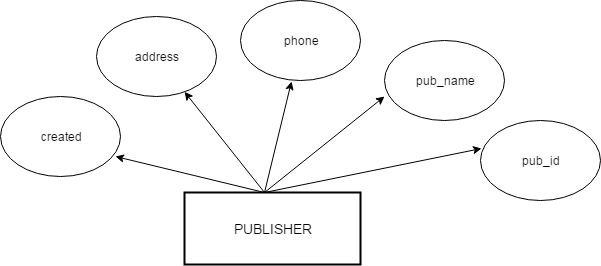 phone
address
pub_name
created
pub_id
PUBLISHER